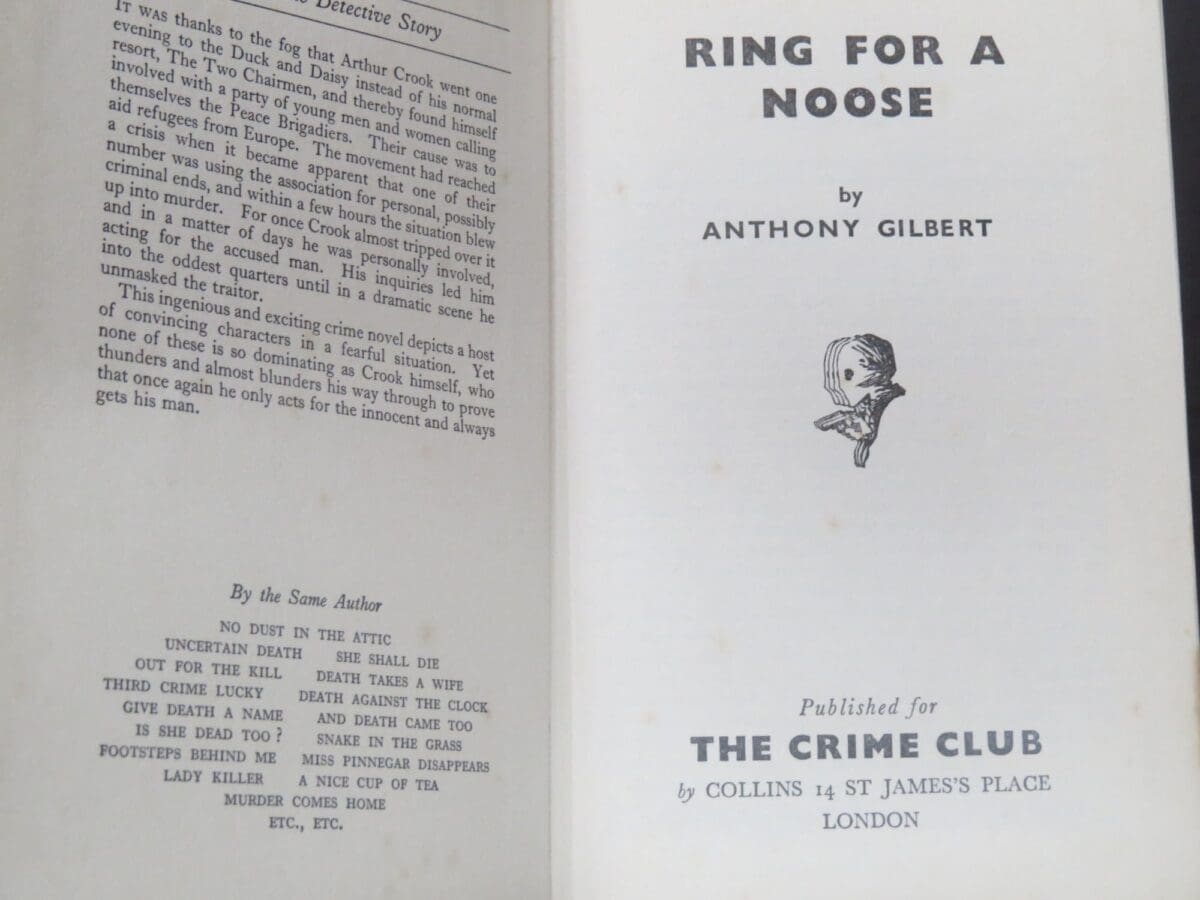 Detective Story
IT WAS thanks to the fog that Arthur Crook went one
evening to the Duck and Daisy instead of his normal
resort, The Two Chairmen, and thereby found himself
involved with a party of young men and women calling
themselves the Peace Brigadiers. Their cause was to
aid refugees from Europe. The movement had reached
a crisis when it became apparent that one of their
number was using the association for personal, possibly
criminal ends, and within a few hours the situation blew
up into murder. For once Crook almost tripped over it
and in a matter of days he was personally involved,
acting for the accused man. His inquiries led him
into the oddest quarters until in a dramatic scene he
unmasked the traitor.
This ingenious and exciting crime novel depicts a host
of convincing characters in a fearful situation. Yet
none of these is so dominating as Crook himself, who
thunders and almost blunders his way through to prove
that once again he only acts for the innocent and always
gets his man.
By the Same Author
NO DUST IN THE ATTIC
UNCERTAIN DEATH SHE SHALL DIE
OUT FOR THE KILL DEATH TAKES A WIFE
THIRD CRIME LUCKY DEATH AGAINST THE CLOCK
GIVE DEATH A NAME AND DEATH CAME TOO
IS SHE DEAD TOO? SNAKE IN THE GRASS
FOOTSTEPS BEHIND ME MISS PINNEGAR DISAPPEARS
LADY KILLER A NICE CUP OF TEA
MURDER COMES HOME
ETC., ETC.
RING FOR A
NOOSE
by
ANTHONY GILBERT
Published for
THE CRIME CLUB
by COLLINS 14 ST JAMES'S PLACE
LONDON